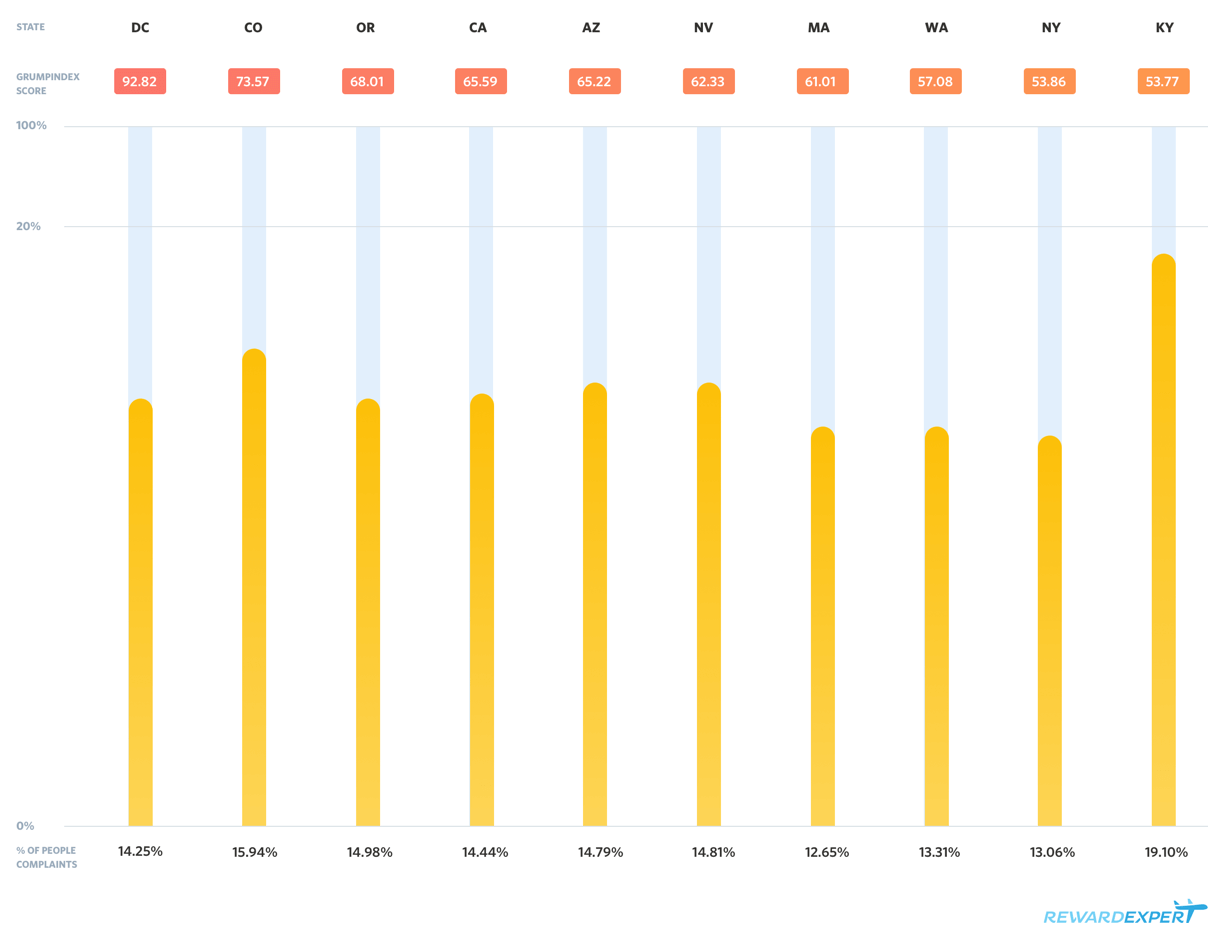 STATE DC CO OR CA AZ NV MA WA NY KY
GRUMPINDEX
SCORE
92.82 73.57 68.01 65.59 65.22 62.33 61.01 57.08 53.86 53.77
100%
20%
0%
% OF PEOPLE
COMPLAINTS
14.25% 15.94% 14.98% 14.44% 14.79% 14.81% 12.65% 13.31% 13.06% 19.10%
REWARDEXPERT